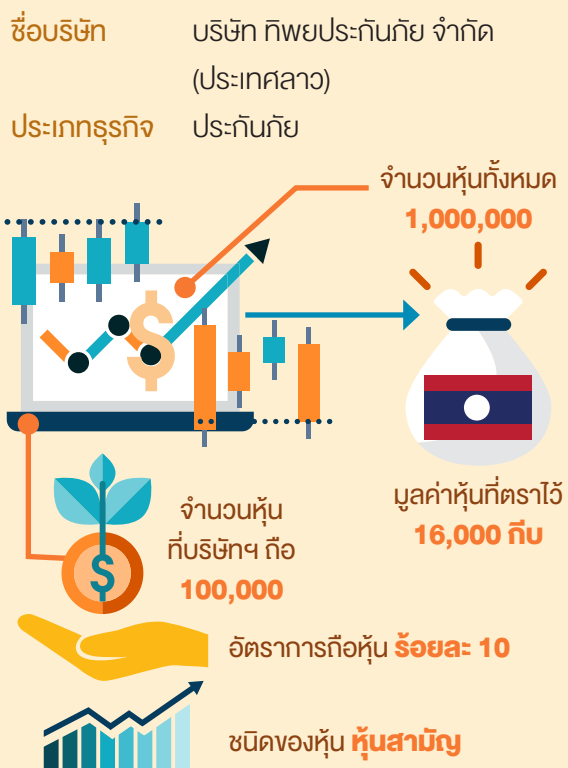 ชื่อบริษัท บริษัท ทิพยประกันภัย จำกัด
(ประเทศลาว)
ประเภทธุรกิจ ประกันภัย
จำนวนหุ้นทั้งหมด
1,000,000
มูลค่าหุ้นที่ตราไว้
16,000 กีบ
จำนวนหุ้น
ที่บริษัทฯ ถือ
100,000
อัตราการถือหุ้น ร้อยละ 10
ชนิดของหุ้น หุ้นสามัญ